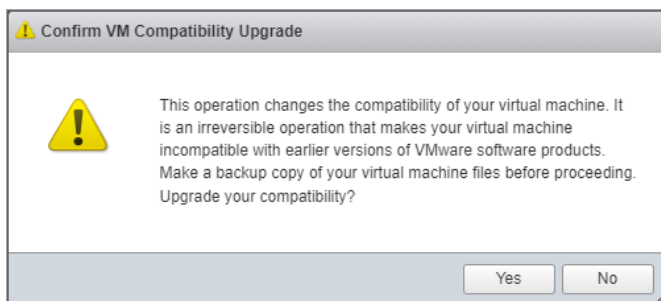 Confirm VM Compatibility Upgrade
This operation changes the compatibility of your virtual machine. It
is an irreversible operation that makes your virtual machine
incompatible with earlier versions of VMware software products.
Make a backup copy of your virtual machine files before proceeding.
Upgrade your compatibility?
Yes No